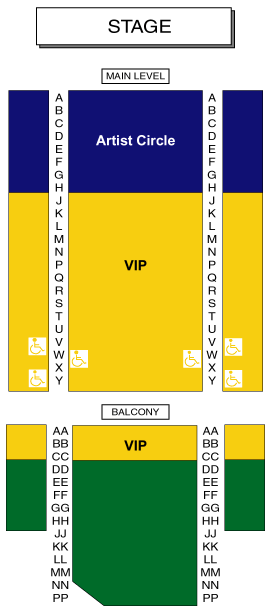 STAGE
MAIN LEVEL
A A
B B
C C
D D
E Artist Circle E
F F
G G
H H
J J
K K
L L
M M
N N
P VIP P
Q Q
R R
S S
T T
U U
V V
W W
X X
Y Y
BALCONY
AA AA
BB VIP BB
CC CC
DD DD
EE EE
FF FF
GG GG
HH HH
JJ JJ
KK KK
LL LL
MM MM
NN NN
PP PP